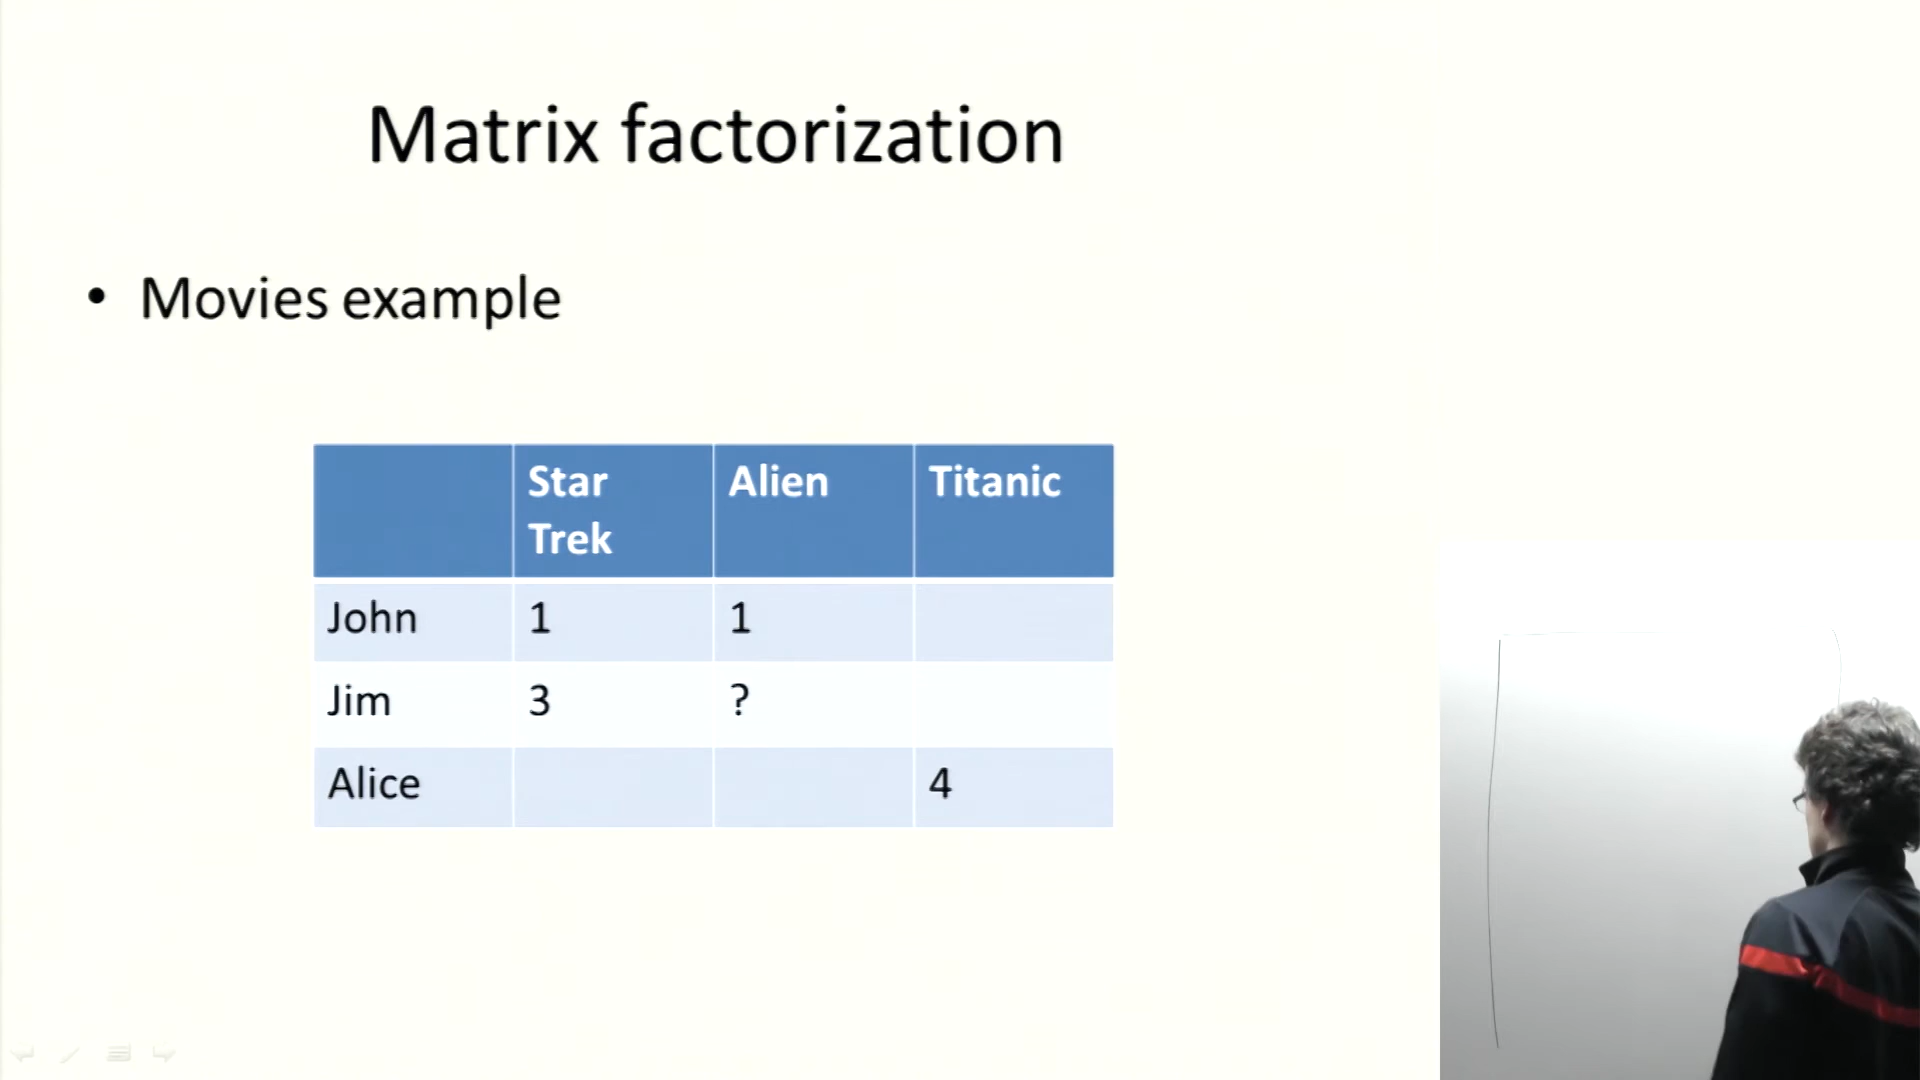 Matrix factorization
• Movies example
Star Trek Alien Titanic
John 1 1
Jim 3 ?
Alice 4